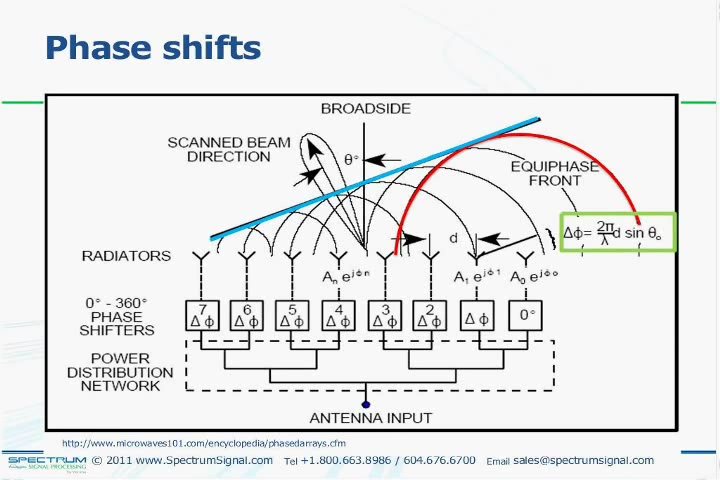 Phase shifts
BROADSIDE
SCANNED BEAM
DIRECTION
θ°
EQUIPHASE
FRONT
Δϕ= 2π/λ d sin θo
d
RADIATORS
An e^jϕn
A1 e^jϕ1
A0 e^jϕo
0° - 360°
PHASE
SHIFTERS
7 Δϕ
6 Δϕ
5 Δϕ
4 Δϕ
3 Δϕ
2 Δϕ
Δϕ
0°
POWER
DISTRIBUTION
NETWORK
ANTENNA INPUT
http://www.microwaves101.com/encyclopedia/phasedarrays.cfm
SPECTRUM
SIGNAL PROCESSING
© 2011 www.SpectrumSignal.com Tel +1.800.663.8986 / 604.676.6700 Email sales@spectrumsignal.com